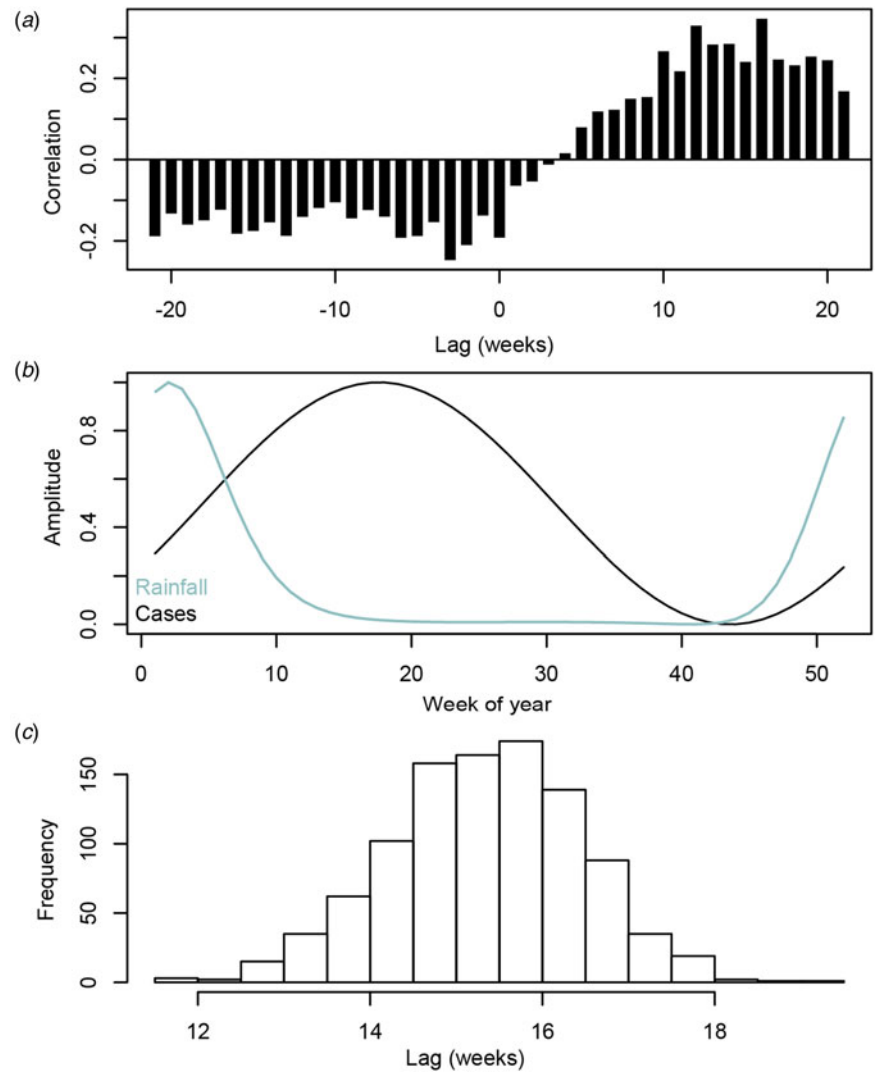 (a)
Correlation
0.2
0.0
-0.2
-20 -10 0 10 20
Lag (weeks)
(b)
Amplitude
0.8
0.4
0.0
Rainfall
Cases
0 10 20 30 40 50
Week of year
(c)
Frequency
150
100
50
0
12 14 16 18
Lag (weeks)